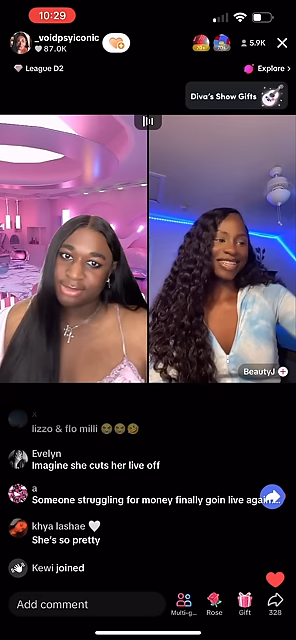 10:29
_voidpsyiconic
87.0K
70+
70+
5.9K
League D2
Explore >
Diva's Show Gifts
BeautyJ
A
lizzo & flo milli 😭😭🤣
Evelyn
Imagine she cuts her live off
a
Someone struggling for money finally goin live again...
khya lashae 🤍
She's so pretty
Kewi joined
Add comment
Multi-g...
Rose
Gift
328